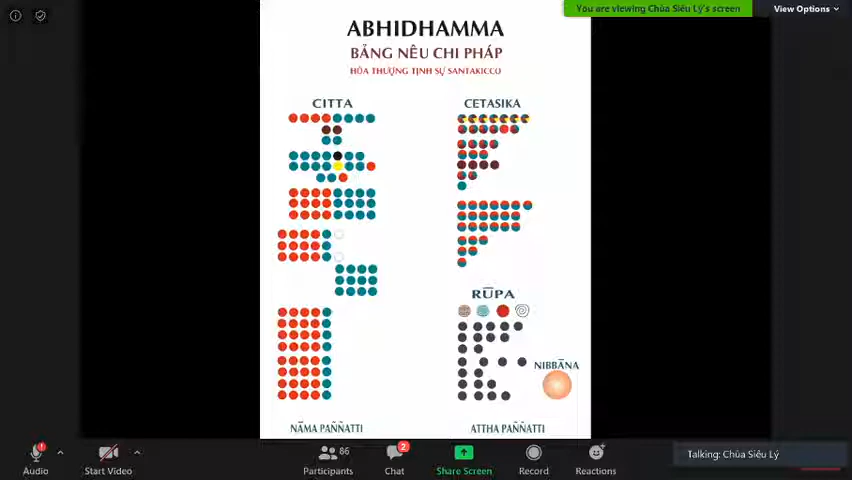 You are viewing Chùa Siêu Lý's screen
View Options
ABHIDHAMMA
BẢNG NÊU CHI PHÁP
HÒA THƯỢNG TỊNH SỰ SANTAKICCO
CITTA
CETASIKA
RŪPA
NIBBĀNA
NĀMA PAÑÑATTI
ATTHA PAÑÑATTI
Talking: Chùa Siêu Lý
86
2
Audio
Start Video
Participants
Chat
Share Screen
Record
Reactions